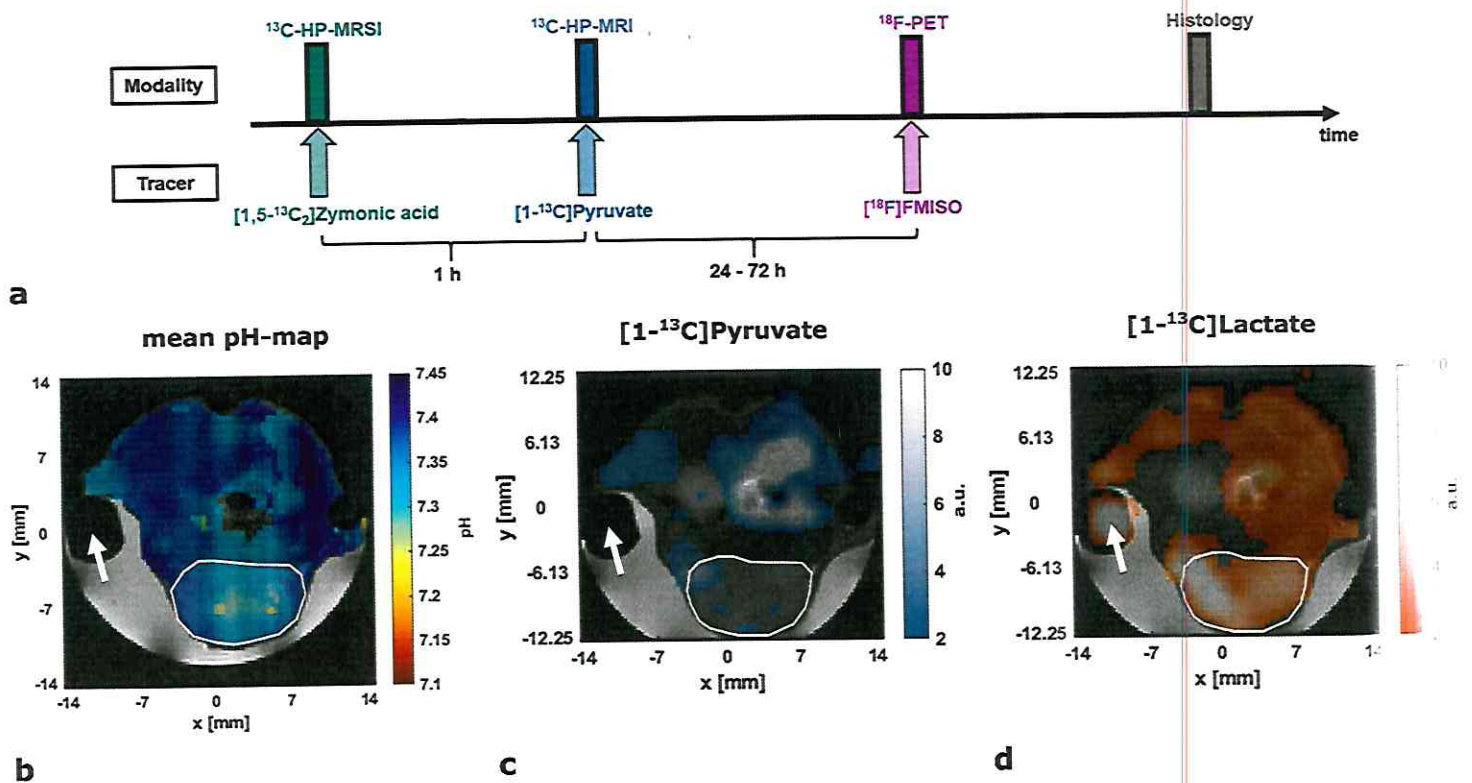 ¹³C-HP-MRSI ¹³C-HP-MRI ¹⁸F-PET Histology
Modality
time
Tracer
[1,5-¹³C₂]Zymonic acid [1-¹³C]Pyruvate [¹⁸F]FMISO
1 h 24 - 72 h
a
mean pH-map
14
7
0
-7
-14
y [mm]
-14 -7 0 7 14
x [mm]
7.45
7.4
7.35
7.3
7.25
7.2
7.15
7.1
pH
b
[1-¹³C]Pyruvate
12.25
6.13
0
-6.13
-12.25
y [mm]
-14 -7 0 7 14
x [mm]
10
8
6
4
2
a.u.
c
[1-¹³C]Lactate
12.25
6.13
0
-6.13
-12.25
y [mm]
-14 -7 0 7
x [mm]
a.u.
d